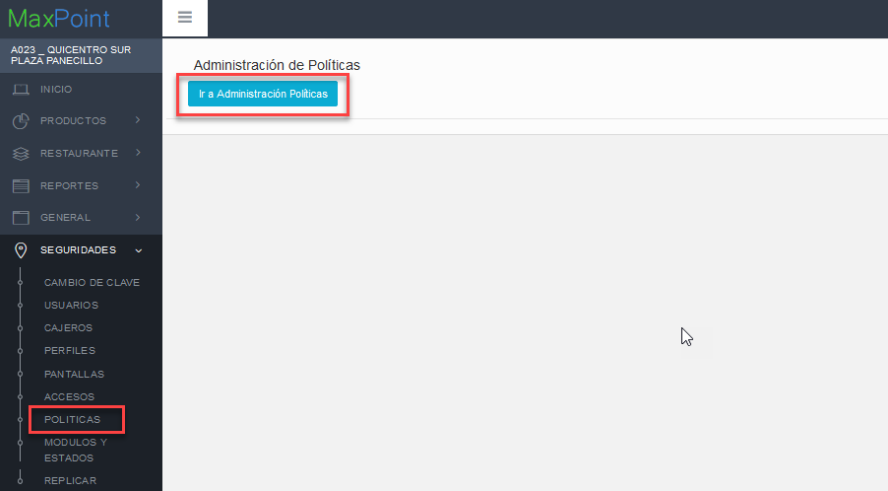 MaxPoint
A023 _ QUICENTRO SUR
PLAZA PANECILLO
INICIO
PRODUCTOS
RESTAURANTE
REPORTES
GENERAL
SEGURIDADES
CAMBIO DE CLAVE
USUARIOS
CAJEROS
PERFILES
PANTALLAS
ACCESOS
POLITICAS
MODULOS Y
ESTADOS
REPLICAR
Administración de Políticas
Ir a Administración Políticas